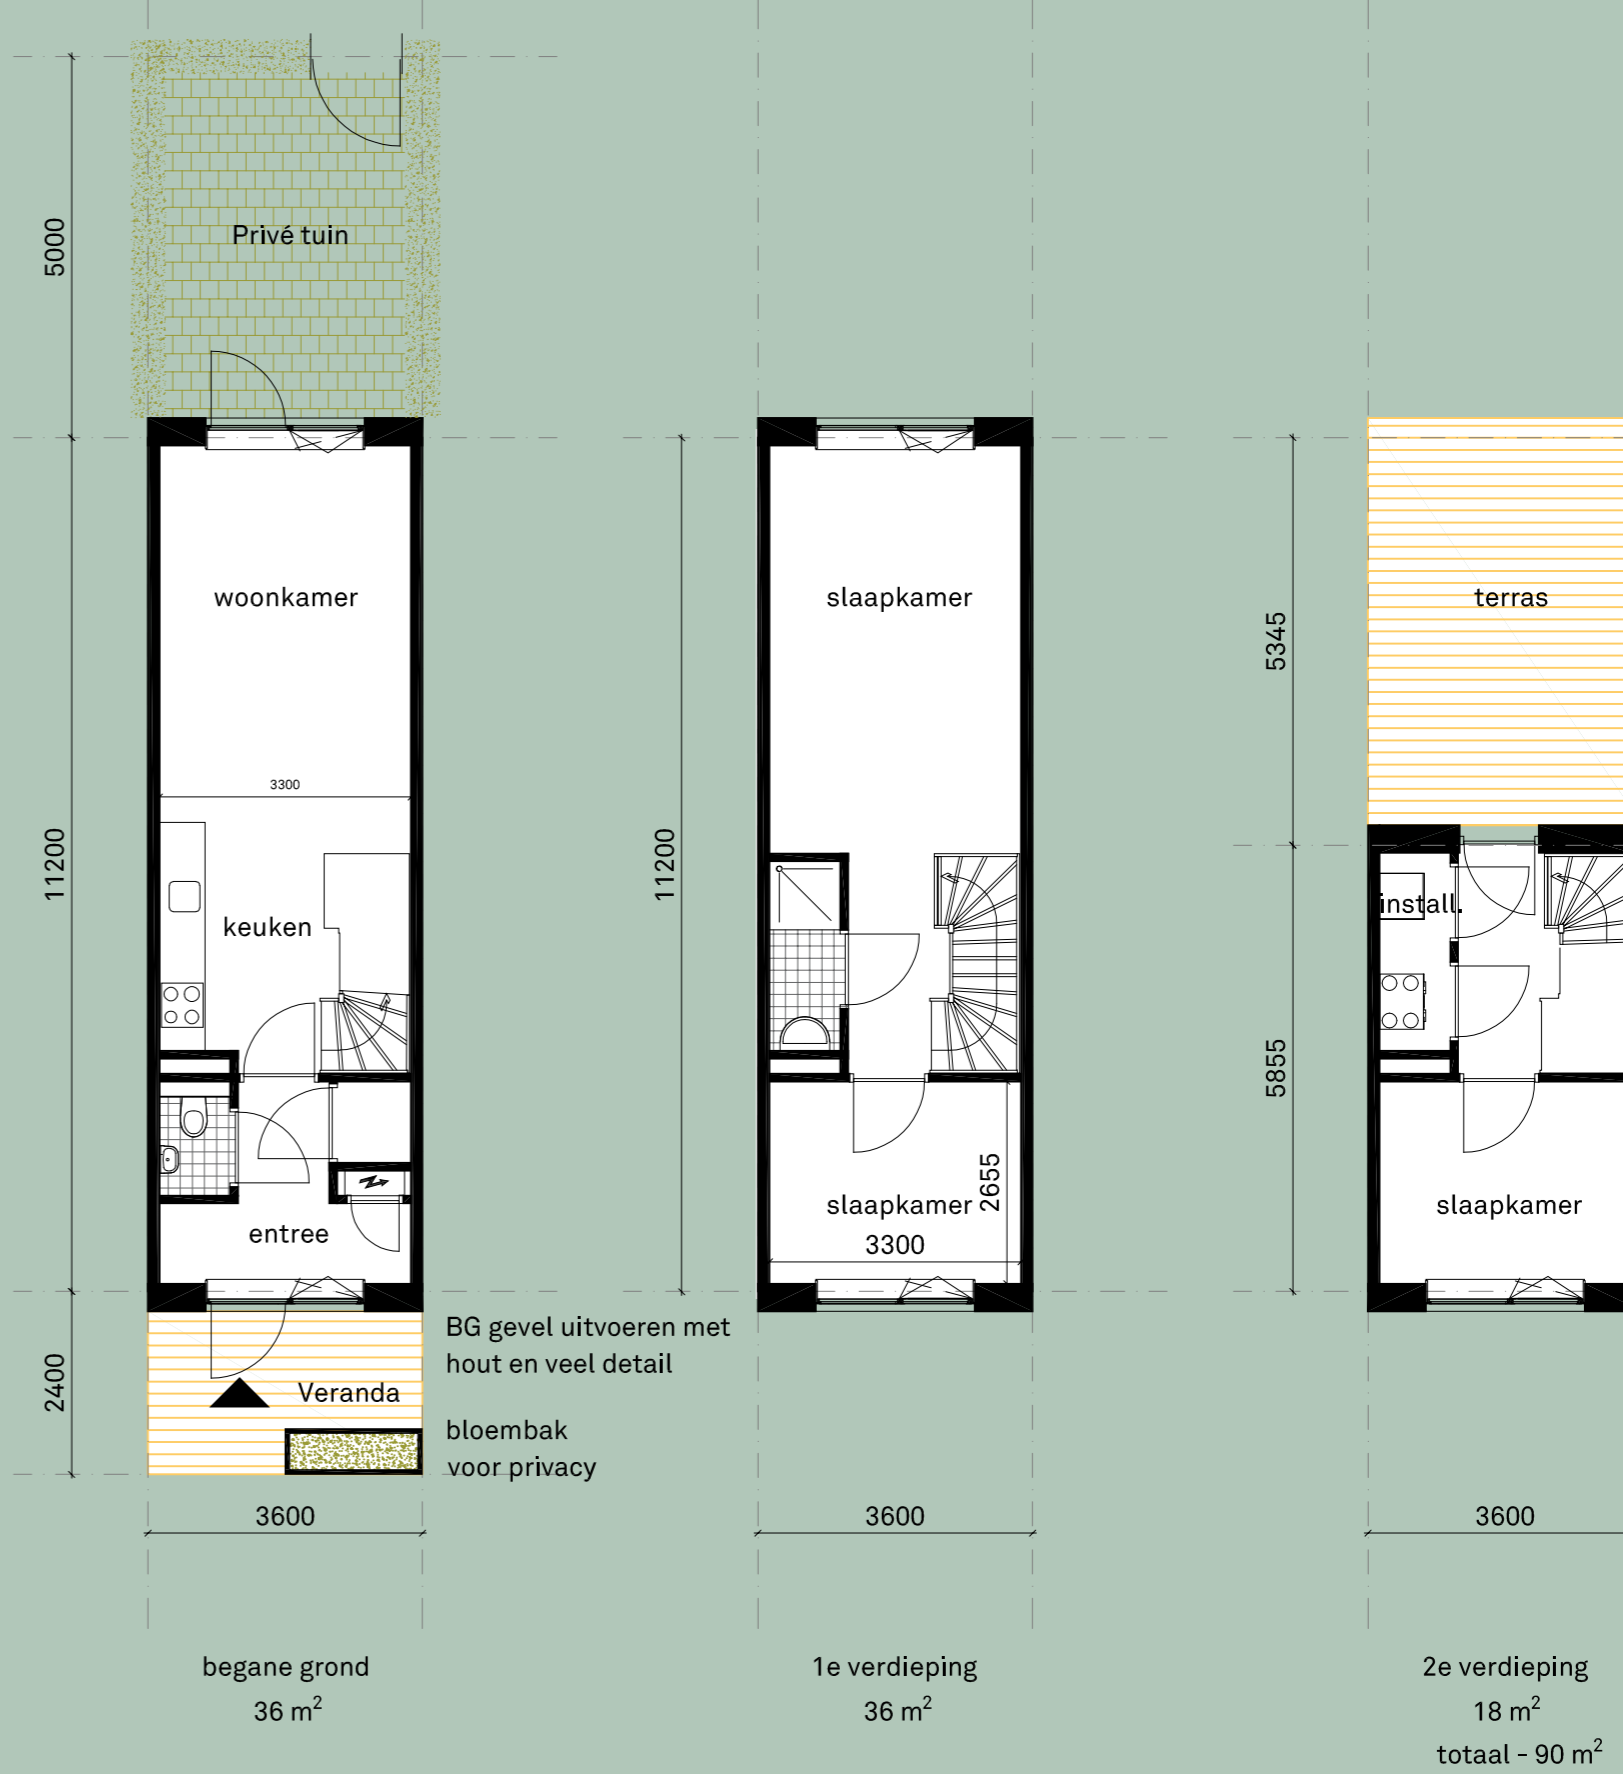 5000
Privé tuin
woonkamer
3300
11200
keuken
entree
2400
Veranda
BG gevel uitvoeren met
hout en veel detail
bloembak
voor privacy
3600
begane grond
36 m²
11200
slaapkamer
slaapkamer
2655
3300
3600
1e verdieping
36 m²
5345
terras
install.
5855
slaapkamer
3600
2e verdieping
18 m²
totaal - 90 m²